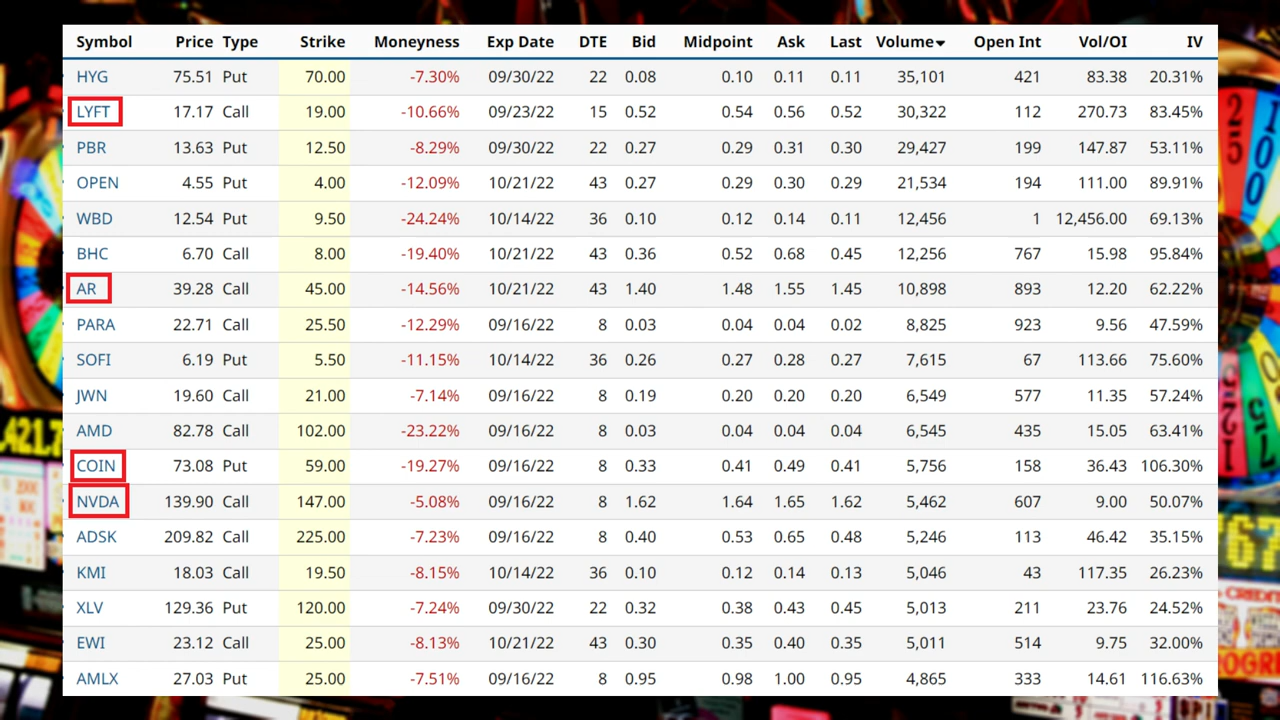 Symbol Price Type Strike Moneyness Exp Date DTE Bid Midpoint Ask Last Volume Open Int Vol/OI IV
HYG 75.51 Put 70.00 -7.30% 09/30/22 22 0.08 0.10 0.11 0.11 35,101 421 83.38 20.31%
LYFT 17.17 Call 19.00 -10.66% 09/23/22 15 0.52 0.54 0.56 0.52 30,322 112 270.73 83.45%
PBR 13.63 Put 12.50 -8.29% 09/30/22 22 0.27 0.29 0.31 0.30 29,427 199 147.87 53.11%
OPEN 4.55 Put 4.00 -12.09% 10/21/22 43 0.27 0.29 0.30 0.29 21,534 194 111.00 89.91%
WBD 12.54 Put 9.50 -24.24% 10/14/22 36 0.10 0.12 0.14 0.11 12,456 1 12,456.00 69.13%
BHC 6.70 Call 8.00 -19.40% 10/21/22 43 0.36 0.52 0.68 0.45 12,256 767 15.98 95.84%
AR 39.28 Call 45.00 -14.56% 10/21/22 43 1.40 1.48 1.55 1.45 10,898 893 12.20 62.22%
PARA 22.71 Call 25.50 -12.29% 09/16/22 8 0.03 0.04 0.04 0.02 8,825 923 9.56 47.59%
SOFI 6.19 Put 5.50 -11.15% 10/14/22 36 0.26 0.27 0.28 0.27 7,615 67 113.66 75.60%
JWN 19.60 Call 21.00 -7.14% 09/16/22 8 0.19 0.20 0.20 0.20 6,549 577 11.35 57.24%
AMD 82.78 Call 102.00 -23.22% 09/16/22 8 0.03 0.04 0.04 0.04 6,545 435 15.05 63.41%
COIN 73.08 Put 59.00 -19.27% 09/16/22 8 0.33 0.41 0.49 0.41 5,756 158 36.43 106.30%
NVDA 139.90 Call 147.00 -5.08% 09/16/22 8 1.62 1.64 1.65 1.62 5,462 607 9.00 50.07%
ADSK 209.82 Call 225.00 -7.23% 09/16/22 8 0.40 0.53 0.65 0.48 5,246 113 46.42 35.15%
KMI 18.03 Call 19.50 -8.15% 10/14/22 36 0.10 0.12 0.14 0.13 5,046 43 117.35 26.23%
XLV 129.36 Put 120.00 -7.24% 09/30/22 22 0.32 0.38 0.43 0.45 5,013 211 23.76 24.52%
EWI 23.12 Call 25.00 -8.13% 10/21/22 43 0.30 0.35 0.40 0.35 5,011 514 9.75 32.00%
AMLX 27.03 Put 25.00 -7.51% 09/16/22 8 0.95 0.98 1.00 0.95 4,865 333 14.61 116.63%